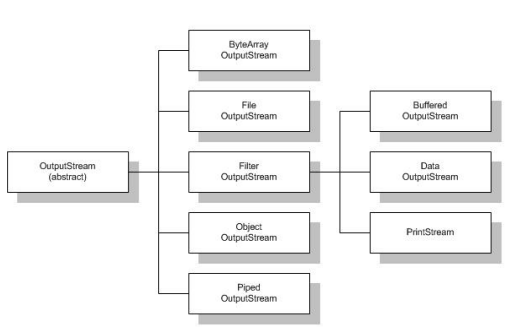 OutputStream
(abstract)
ByteArray
OutputStream
File
OutputStream
Filter
OutputStream
Object
OutputStream
Piped
OutputStream
Buffered
OutputStream
Data
OutputStream
PrintStream